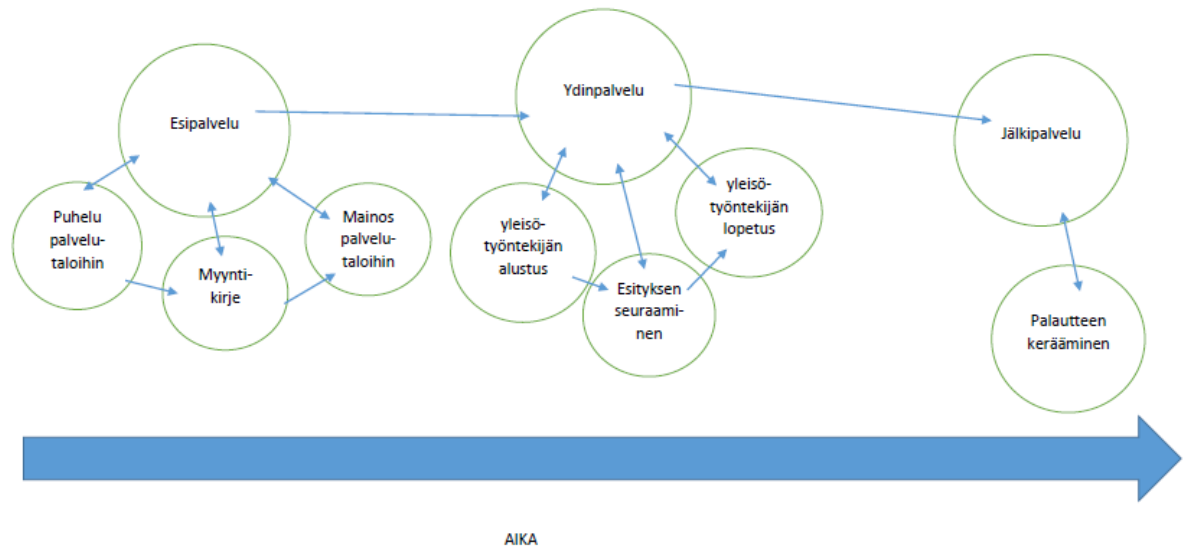 Esipalvelu
Puhelu
palvelu-
taloihin
Myynti-
kirje
Mainos
palvelu-
taloihin
Ydinpalvelu
yleisö-
työntekijän
alustus
Esityksen
seuraami-
nen
yleisö-
työntekijän
lopetus
Jälkipalvelu
Palautteen
kerääminen
AIKA